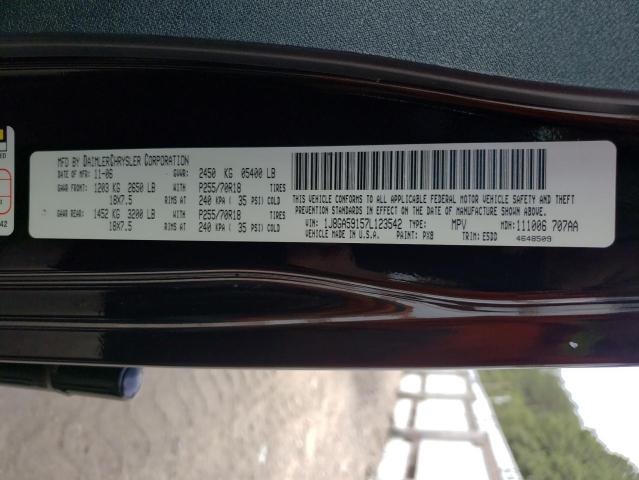 MFD BY DAIMLERCHRYSLER CORPORATION
DATE OF MFR: 11-06 GVWR: 2450 KG 05400 LB
GAWR FRONT: 1203 KG 2650 LB WITH P255/70R18 TIRES
18X7.5 RIMS AT 240 KPA ( 35 PSI) COLD
GAWR REAR: 1452 KG 3200 LB WITH P255/70R18 TIRES
18X7.5 RIMS AT 240 KPA ( 35 PSI) COLD
THIS VEHICLE CONFORMS TO ALL APPLICABLE FEDERAL MOTOR VEHICLE SAFETY AND THEFT
PREVENTION STANDARDS IN EFFECT ON THE DATE OF MANUFACTURE SHOWN ABOVE.
VIN: 1J8GA59157L123542 TYPE: MPV MDH: 111006 707AA
VEHICLE MADE IN U.S.A. PAINT: PX8 TRIM: E5DD 4648509
ED
42